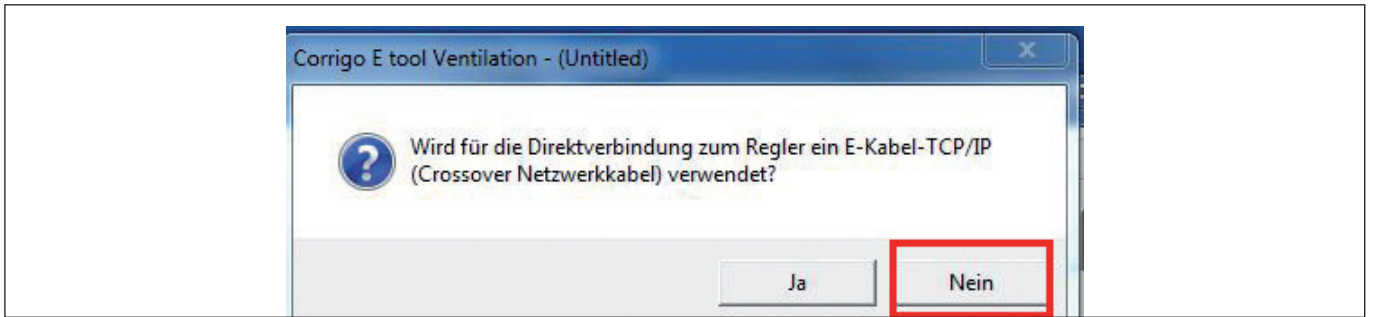 Corrigo E tool Ventilation - (Untitled)
Wird für die Direktverbindung zum Regler ein E-Kabel-TCP/IP
(Crossover Netzwerkkabel) verwendet?
Ja
Nein